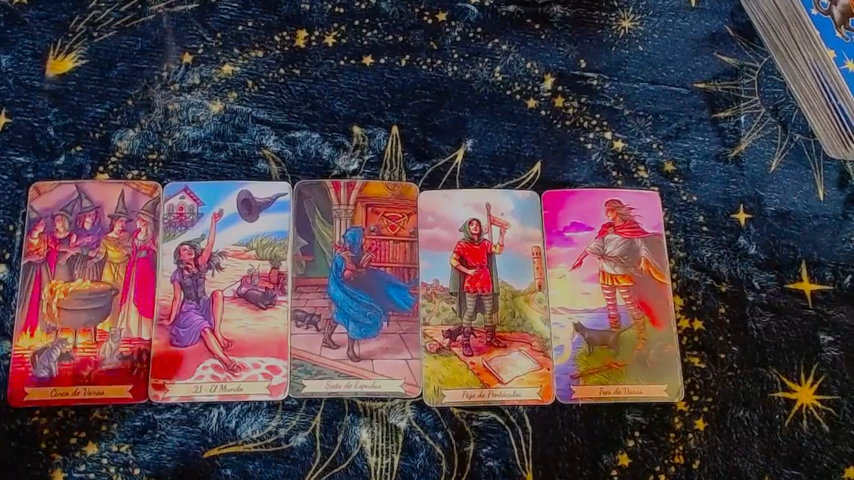 Cinco de Varas
21 - El Mundo
Siete de Espadas
Paje de Pentáculos
Tres de Varas